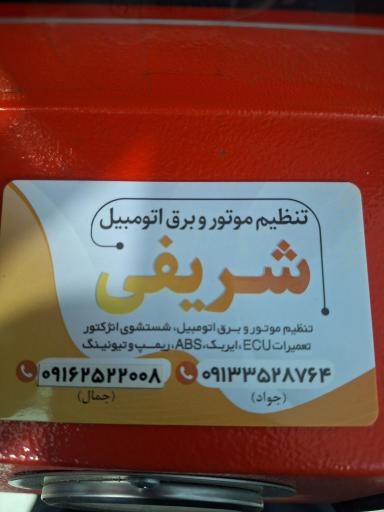 تنظیم موتور و برق اتومبیل
شریفی
تنظیم موتور و برق اتومبیل، شستشوی انژکتور
تعمیرات ECU، ایربک، ABS، ریمپ و تیونینگ
۰۹۱۳۳۵۲۸۷۶۴ ۰۹۱۶۲۵۲۲۰۰۸
(جواد) (جمال)